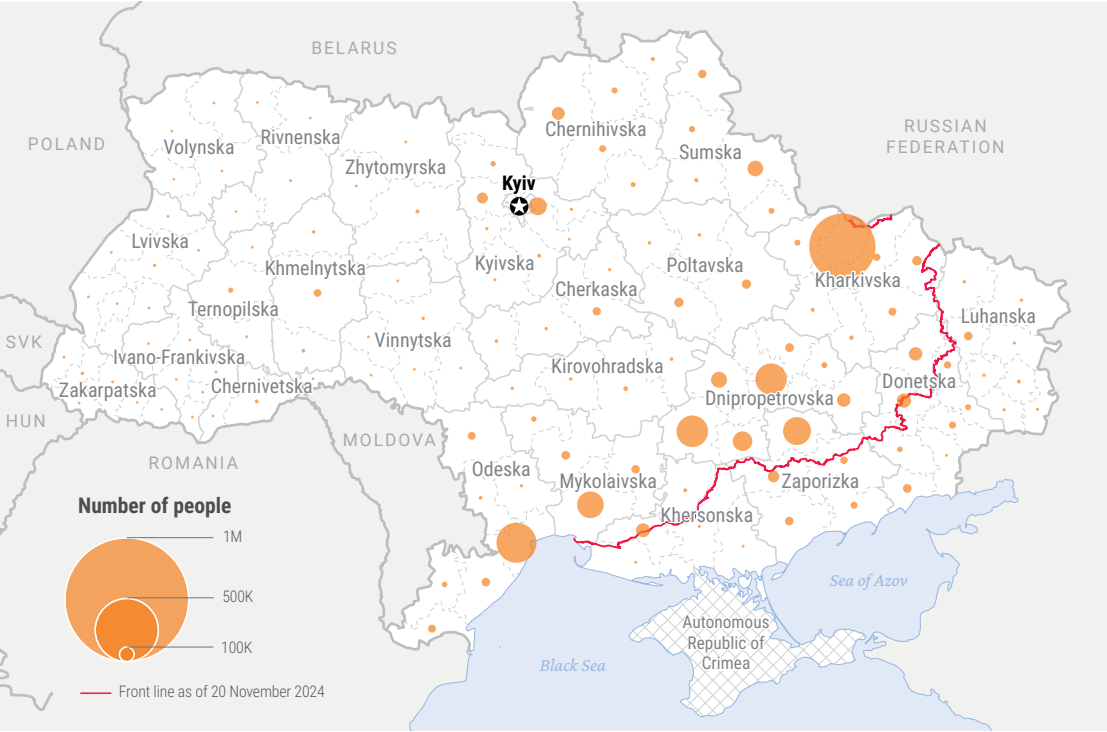 BELARUS
POLAND
RUSSIAN
FEDERATION
Volynska
Rivnenska
Zhytomyrska
Chernihivska
Sumska
Kyiv
Lvivska
Khmelnytska
Kyivska
Cherkaska
Poltavska
Kharkivska
Ternopilska
Luhanska
SVK
Ivano-Frankivska
Vinnytska
Kirovohradska
Zakarpatska
Chernivetska
Dnipropetrovska
Donetska
HUN
MOLDOVA
ROMANIA
Odeska
Mykolaivska
Zaporizka
Khersonska
Number of people
1M
500K
100K
Front line as of 20 November 2024
Sea of Azov
Autonomous
Republic of
Crimea
Black Sea